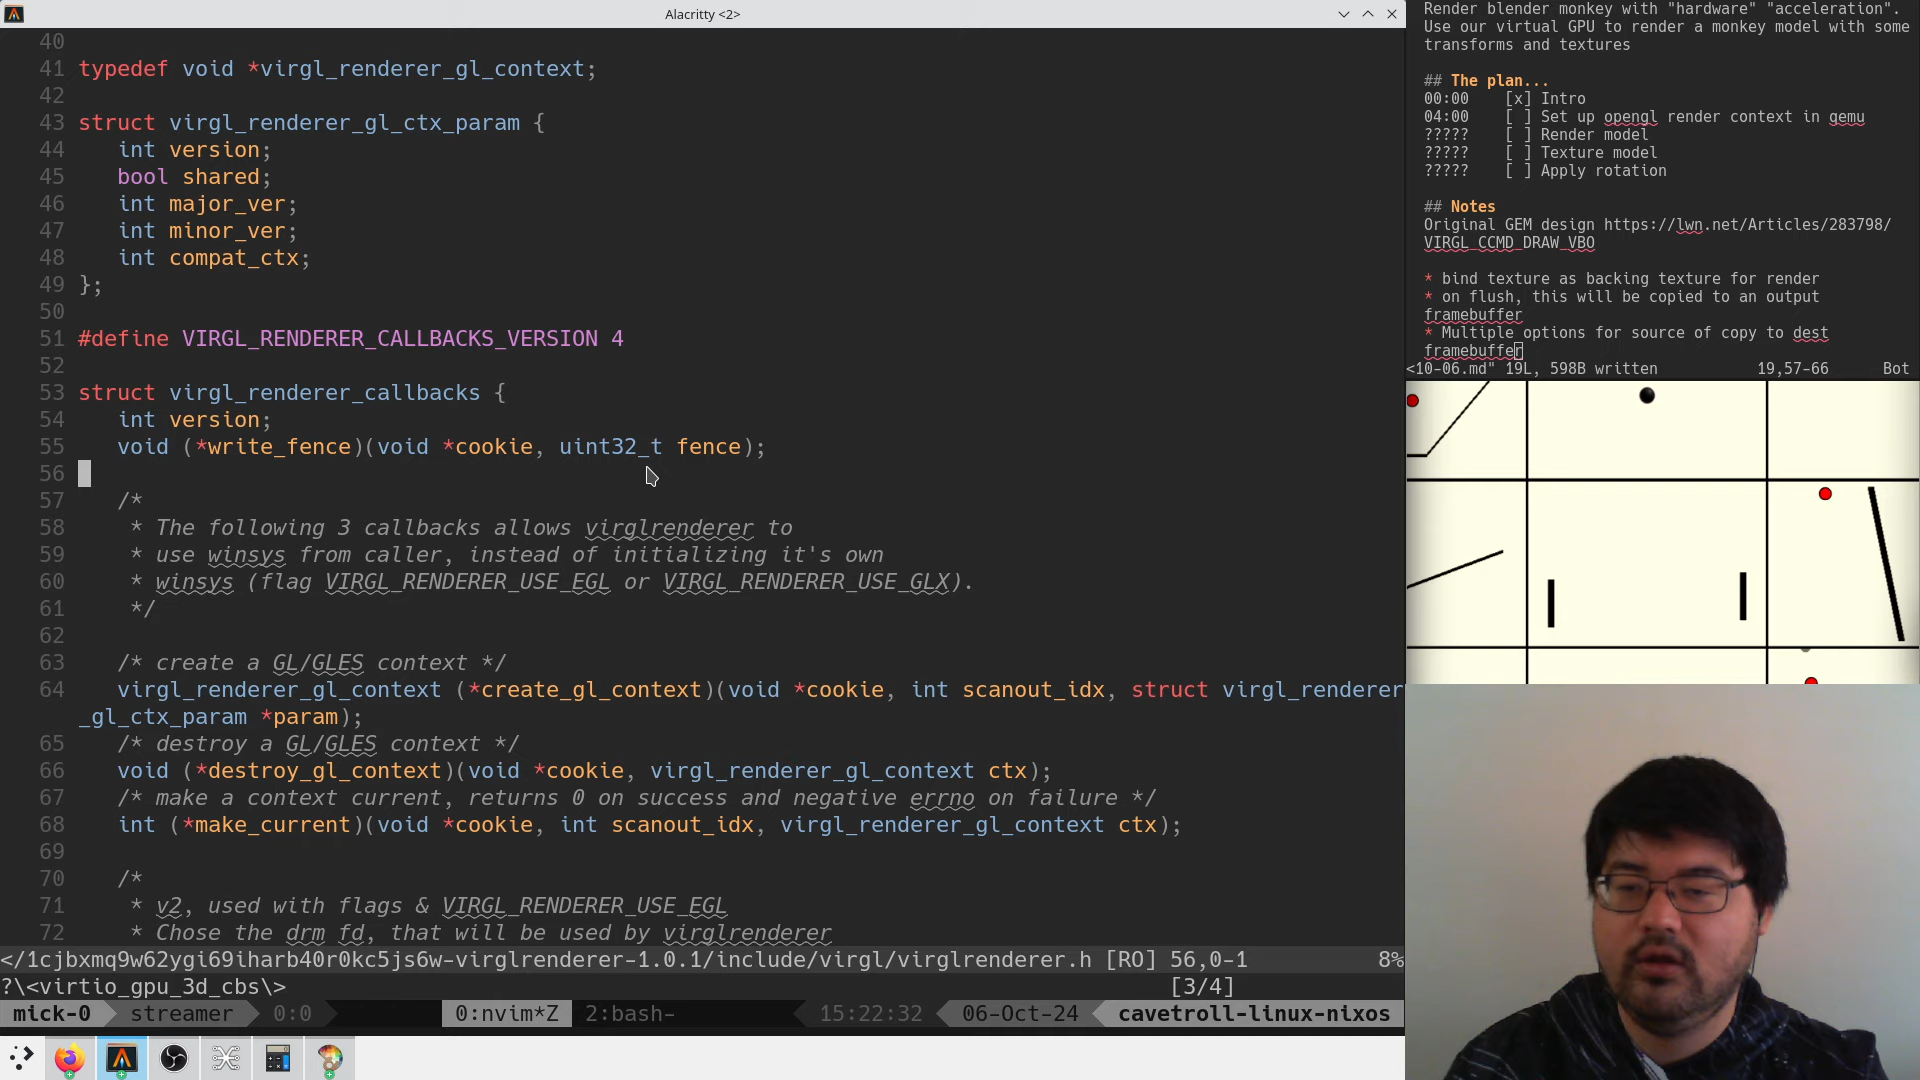 Alacritty <2>
40
41 typedef void *virgl_renderer_gl_context;
42
43 struct virgl_renderer_gl_ctx_param {
44    int version;
45    bool shared;
46    int major_ver;
47    int minor_ver;
48    int compat_ctx;
49 };
50
51 #define VIRGL_RENDERER_CALLBACKS_VERSION 4
52
53 struct virgl_renderer_callbacks {
54    int version;
55    void (*write_fence)(void *cookie, uint32_t fence);
56
57    /*
58     * The following 3 callbacks allows virglrenderer to
59     * use winsys from caller, instead of initializing it's own
60     * winsys (flag VIRGL_RENDERER_USE_EGL or VIRGL_RENDERER_USE_GLX).
61     */
62
63    /* create a GL/GLES context */
64    virgl_renderer_gl_context (*create_gl_context)(void *cookie, int scanout_idx, struct virgl_renderer
_gl_ctx_param *param);
65    /* destroy a GL/GLES context */
66    void (*destroy_gl_context)(void *cookie, virgl_renderer_gl_context ctx);
67    /* make a context current, returns 0 on success and negative errno on failure */
68    int (*make_current)(void *cookie, int scanout_idx, virgl_renderer_gl_context ctx);
69
70    /*
71     * v2, used with flags & VIRGL_RENDERER_USE_EGL
72     * Chose the drm fd, that will be used by virglrenderer
</1cjbxmq9w62ygi69iharb40r0kc5js6w-virglrenderer-1.0.1/include/virgl/virglrenderer.h [RO] 56,0-1 8%
?\<virtio_gpu_3d_cbs\> [3/4]
mick-0 streamer 0:0 0:nvim*Z 2:bash- 15:22:32 06-Oct-24 cavetroll-linux-nixos
Render blender monkey with "hardware" "acceleration".
Use our virtual GPU to render a monkey model with some
transforms and textures
## The plan...
00:00 [x] Intro
04:00 [ ] Set up opengl render context in qemu
????? [ ] Render model
????? [ ] Texture model
????? [ ] Apply rotation
## Notes
Original GEM design https://lwn.net/Articles/283798/
VIRGL_CCMD_DRAW_VBO
* bind texture as backing texture for render
* on flush, this will be copied to an output
framebuffer
* Multiple options for source of copy to dest
framebuffer
<10-06.md" 19L, 598B written 19,57-66 Bot